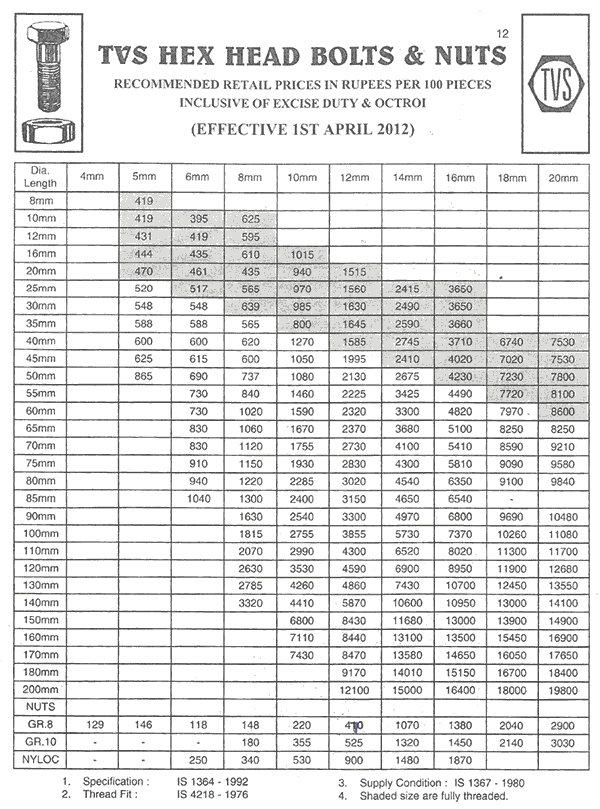 12
TVS HEX HEAD BOLTS & NUTS
RECOMMENDED RETAIL PRICES IN RUPEES PER 100 PIECES
INCLUSIVE OF EXCISE DUTY & OCTROI
(EFFECTIVE 1ST APRIL 2012)
TVS
Dia. Length 4mm 5mm 6mm 8mm 10mm 12mm 14mm 16mm 18mm 20mm
8mm 419
10mm 419 395 625
12mm 431 419 595
16mm 444 435 610 1015
20mm 470 461 435 940 1515
25mm 520 517 565 970 1560 2415 3650
30mm 548 548 639 985 1630 2490 3650
35mm 588 588 565 800 1645 2590 3660
40mm 600 600 620 1270 1585 2745 3710 6740 7530
45mm 625 615 600 1050 1995 2410 4020 7020 7530
50mm 865 690 737 1080 2130 2675 4230 7230 7800
55mm 730 840 1460 2225 3425 4490 7720 8100
60mm 730 1020 1590 2320 3300 4820 7970 8600
65mm 830 1060 1670 2370 3680 5100 8250 8250
70mm 830 1120 1755 2730 4100 5410 8590 9210
75mm 910 1150 1930 2830 4300 5810 9090 9580
80mm 940 1220 2285 3020 4540 6350 9100 9840
85mm 1040 1300 2400 3150 4650 6540 -
90mm 1630 2540 3300 4970 6800 9690 10480
100mm 1815 2755 3855 5730 7370 10260 11080
110mm 2070 2990 4300 6520 8020 11300 11700
120mm 2630 3530 4590 6900 8950 11900 12680
130mm 2785 4260 4860 7430 10700 12450 13550
140mm 3320 4410 5870 10600 10950 13000 14100
150mm 6800 8430 11680 13000 13900 14900
160mm 7110 8440 13100 13500 15450 16900
170mm 7430 8470 13580 14650 16050 17650
180mm 9170 14010 15150 16700 18400
200mm 12100 15000 16400 18000 19800
NUTS
GR.8 129 146 118 148 220 1070 1380 2040 2900
GR.10 - - - 180 355 525 1320 1450 2140 3030
NYLOC - - 250 340 530 900 1480 1870
1. Specification : IS 1364 - 1992
2. Thread Fit : IS 4218 - 1976
3. Supply Condition : IS 1367 - 1980
4. Shaded size are fully threaded.